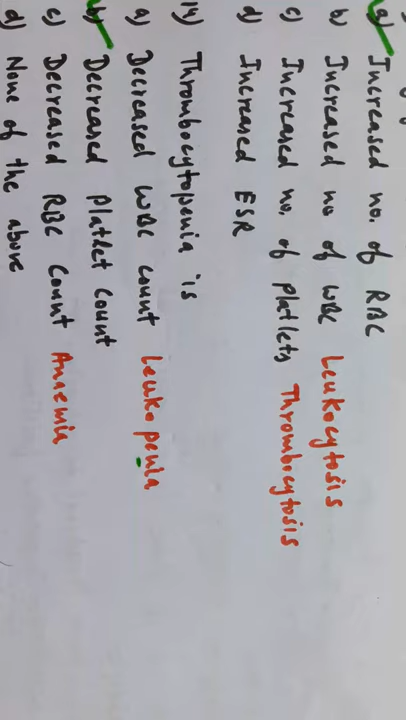 a) Increased no. of RBC
b) Increased no of WBC Leukocytosis
c) Increased no. of platlets Thrombocytosis
d) Increased ESR
14) Thrombocytopenia is
a) Decreased WBC count Leukopenia
b) Decreased Platlet count
c) Decreased RBC Count Anaemia
d) None of the above